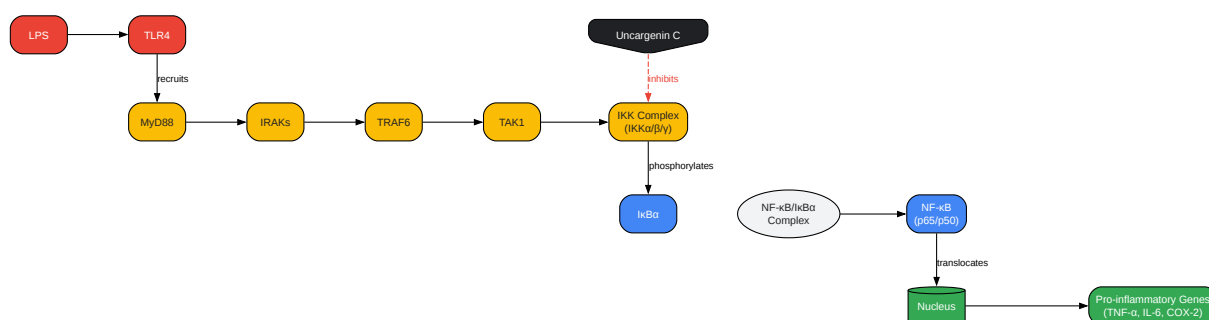 LPS
TLR4
Uncargenin C
recruits
inhibits
MyD88
IRAKs
TRAF6
TAK1
IKK Complex
(IKKα/β/γ)
phosphorylates
IκBα
NF-κB/IκBα
Complex
NF-κB
(p65/p50)
translocates
Nucleus
Pro-inflammatory Genes
(TNF-α, IL-6, COX-2)